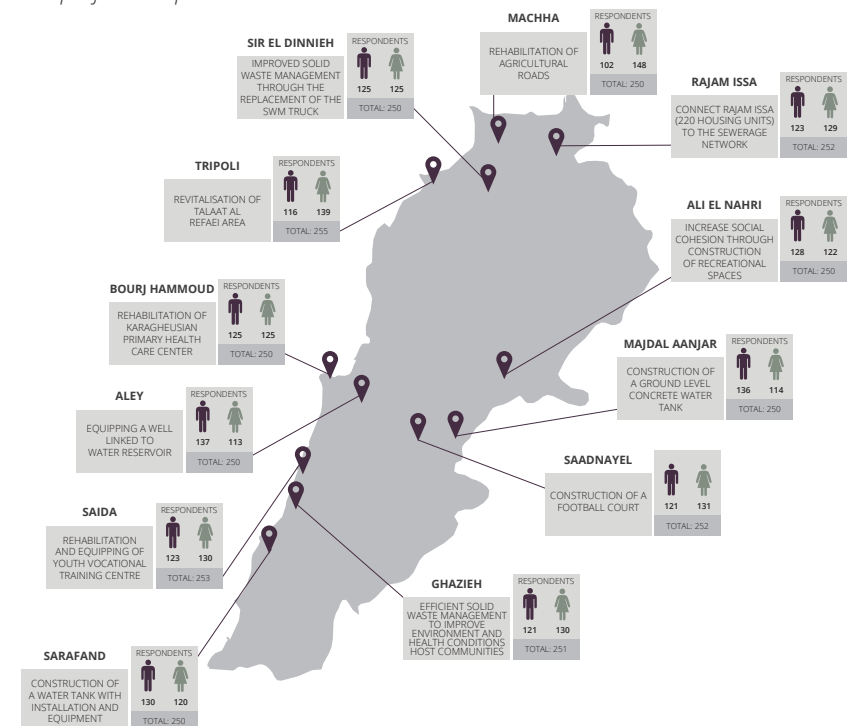 MACHHA
REHABILITATION OF
AGRICULTURAL
ROADS
RESPONDENTS
102 148
TOTAL: 250
SIR EL DINNIEH
IMPROVED SOLID
WASTE MANAGEMENT
THROUGH THE
REPLACEMENT OF THE
SWM TRUCK
RESPONDENTS
125 125
TOTAL: 250
RAJAM ISSA
CONNECT RAJAM ISSA
(220 HOUSING UNITS)
TO THE SEWERAGE
NETWORK
RESPONDENTS
123 129
TOTAL: 252
TRIPOLI
REVITALISATION OF
TALAAT AL
REFAEI AREA
RESPONDENTS
116 139
TOTAL: 255
ALI EL NAHRI
INCREASE SOCIAL
COHESION THROUGH
CONSTRUCTION
OF RECREATIONAL
SPACES
RESPONDENTS
128 122
TOTAL: 250
BOURJ HAMMOUD
REHABILITATION OF
KARAGHEUSIAN
PRIMARY HEALTH
CARE CENTER
RESPONDENTS
125 125
TOTAL: 250
MAJDAL AANJAR
CONSTRUCTION OF
A GROUND LEVEL
CONCRETE WATER
TANK
RESPONDENTS
136 114
TOTAL: 250
ALEY
EQUIPPING A WELL
LINKED TO
WATER RESERVOIR
RESPONDENTS
137 113
TOTAL: 250
SAADNAYEL
CONSTRUCTION OF A
FOOTBALL COURT
121 131
TOTAL: 252
SAIDA
REHABILITATION
AND EQUIPPING OF
YOUTH VOCATIONAL
TRAINING CENTRE
RESPONDENTS
123 130
TOTAL: 253
GHAZIEH
EFFICIENT SOLID
WASTE MANAGEMENT
TO IMPROVE
ENVIRONMENT AND
HEALTH CONDITIONS
HOST COMMUNITIES
RESPONDENTS
121 130
TOTAL: 251
SARAFAND
CONSTRUCTION OF
A WATER TANK WITH
INSTALLATION AND
EQUIPMENT
RESPONDENTS
130 120
TOTAL: 250